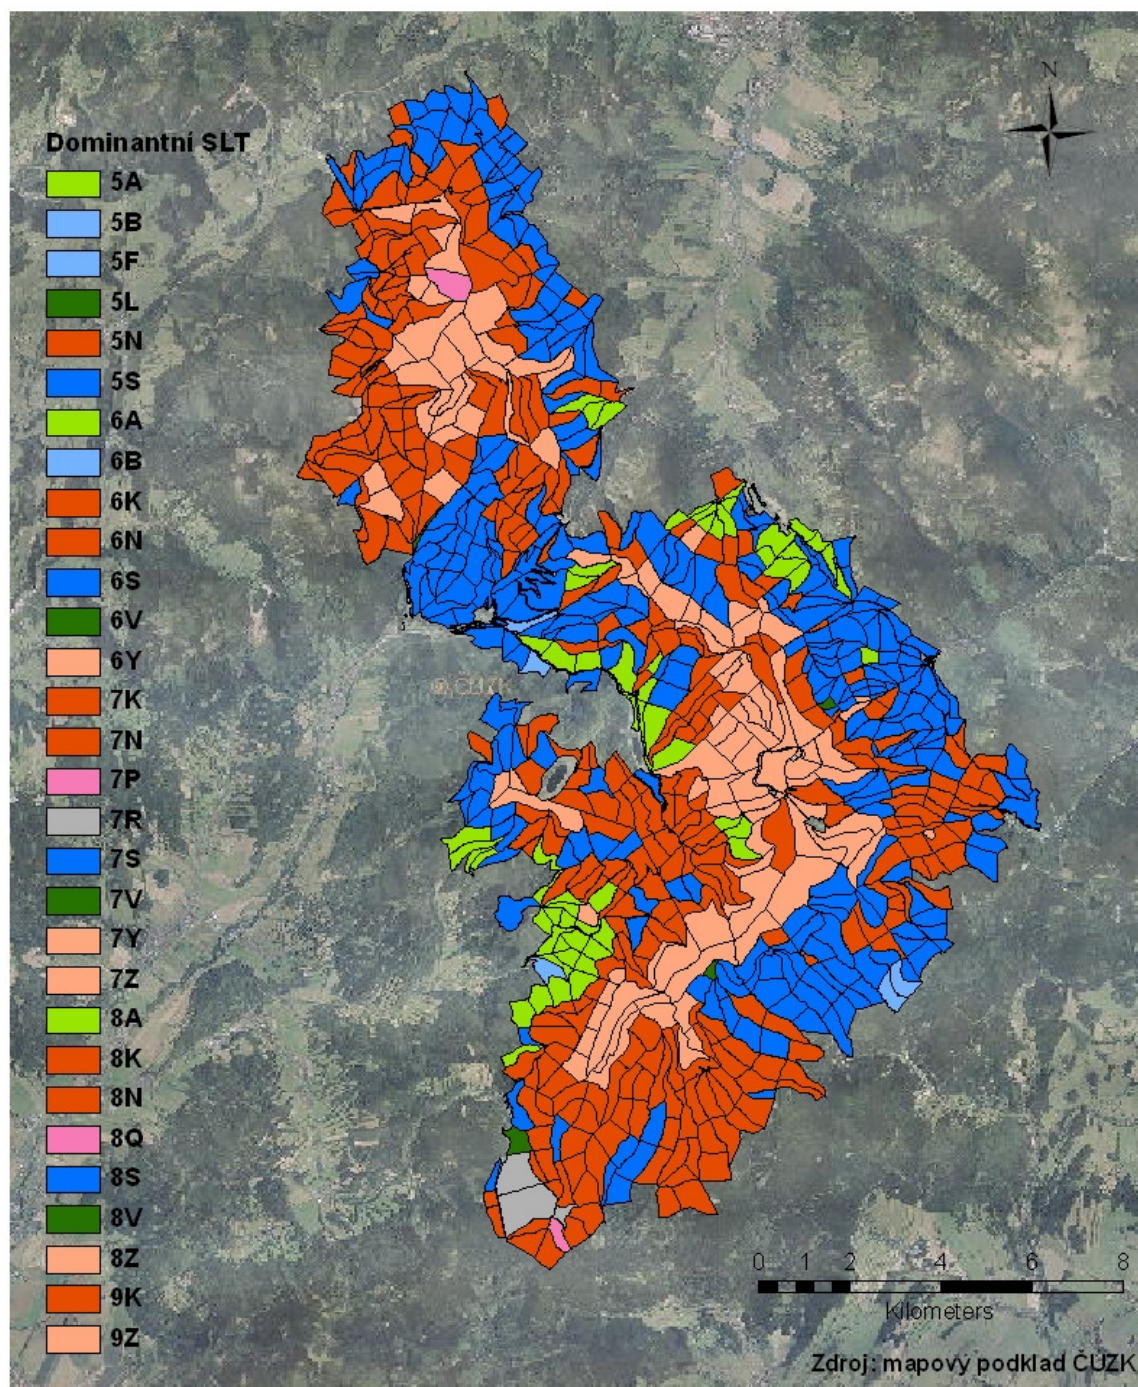 N
Dominantní SLT
5A
5B
5F
5L
5N
5S
6A
6B
6K
6N
6S
6V
6Y
7K
7N
7P
7R
7S
7V
7Y
7Z
8A
8K
8N
8Q
8S
8V
8Z
9K
9Z
0 1 2 4 6 8
Kilometers
Zdroj: mapový podklad ČUZK